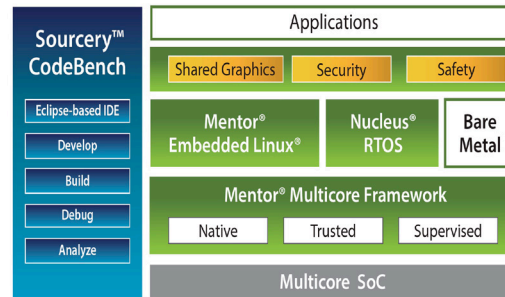 Sourcery™
CodeBench
Eclipse-based IDE
Develop
Build
Debug
Analyze
Applications
Shared Graphics
Security
Safety
Mentor®
Embedded Linux®
Nucleus®
RTOS
Bare
Metal
Mentor® Multicore Framework
Native
Trusted
Supervised
Multicore SoC